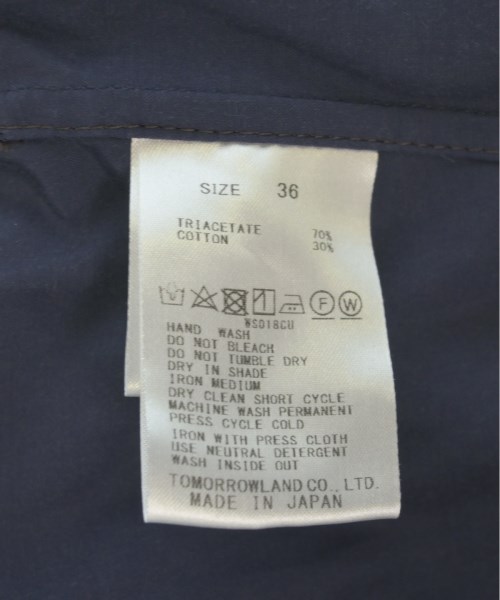 SIZE 36
TRIACETATE 70%
COTTON 30%
F W
WS018CU
HAND WASH
DO NOT BLEACH
DO NOT TUMBLE DRY
DRY IN SHADE
IRON MEDIUM
DRY CLEAN SHORT CYCLE
MACHINE WASH PERMANENT
PRESS CYCLE COLD
IRON WITH PRESS CLOTH
USE NEUTRAL DETERGENT
WASH INSIDE OUT
TOMORROWLAND CO., LTD.
MADE IN JAPAN